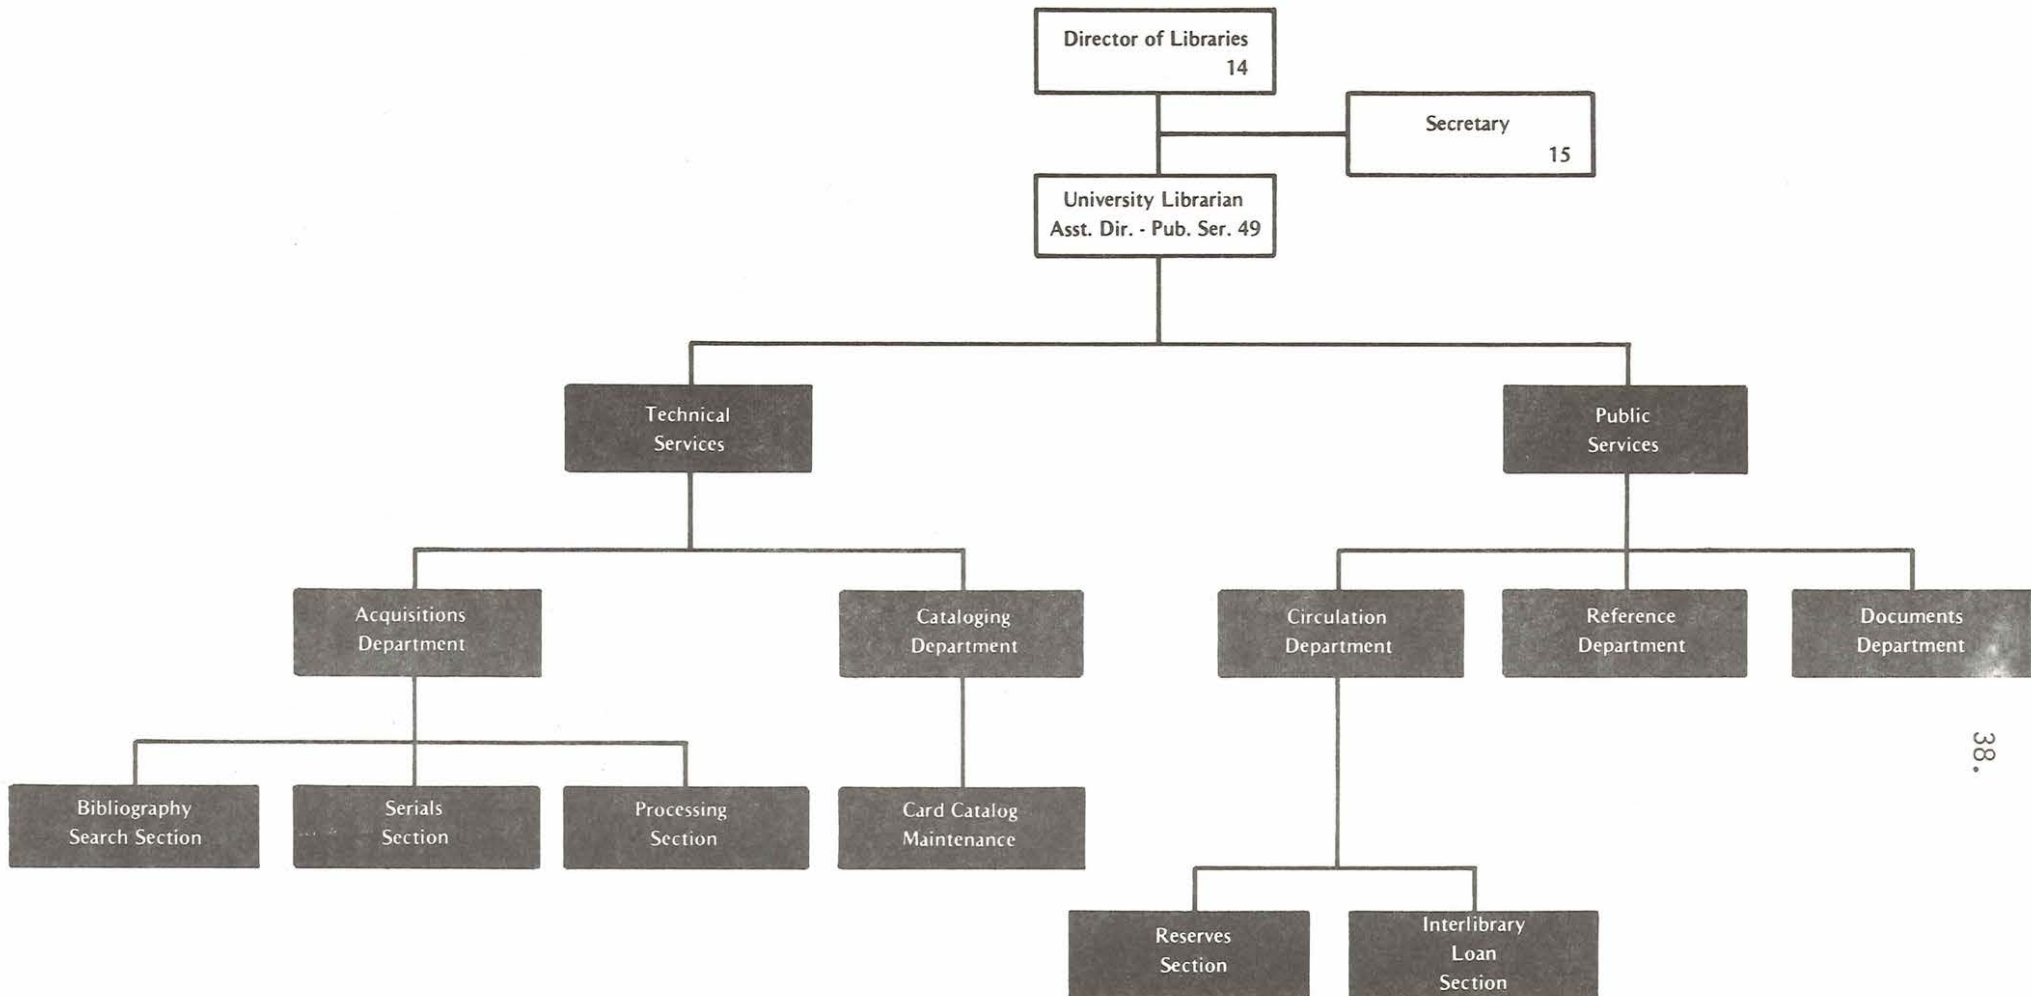 Director of Libraries
14
Secretary
15
University Librarian
Asst. Dir. - Pub. Ser. 49
Technical
Services
Public
Services
Acquisitions
Department
Cataloging
Department
Circulation
Department
Reference
Department
Documents
Department
Bibliography
Search Section
Serials
Section
Processing
Section
Card Catalog
Maintenance
Reserves
Section
Interlibrary
Loan
Section
38.